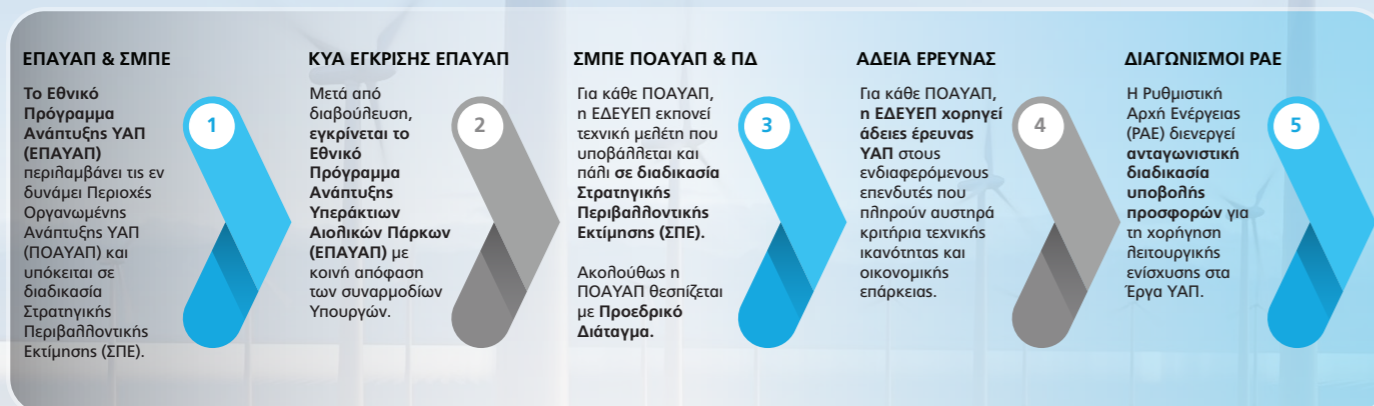 ΕΠΑΥΑΠ & ΣΜΠΕ
Το Εθνικό
Πρόγραμμα
Ανάπτυξης ΥΑΠ
(ΕΠΑΥΑΠ)
περιλαμβάνει τις εν
δυνάμει Περιοχές
Οργανωμένης
Ανάπτυξης ΥΑΠ
(ΠΟΑΥΑΠ) και
υπόκειται σε
διαδικασία
Στρατηγικής
Περιβαλλοντικής
Εκτίμησης (ΣΠΕ).
1
ΚΥΑ ΕΓΚΡΙΣΗΣ ΕΠΑΥΑΠ
Μετά από
διαβούλευση,
εγκρίνεται το
Εθνικό
Πρόγραμμα
Ανάπτυξης
Υπεράκτιων
Αιολικών Πάρκων
(ΕΠΑΥΑΠ) με
κοινή απόφαση
των συναρμοδίων
Υπουργών.
2
ΣΜΠΕ ΠΟΑΥΑΠ & ΠΔ
Για κάθε ΠΟΑΥΑΠ,
η ΕΔΕΥΕΠ εκπονεί
τεχνική μελέτη που
υποβάλλεται και
πάλι σε διαδικασία
Στρατηγικής
Περιβαλλοντικής
Εκτίμησης (ΣΠΕ).
Ακολούθως η
ΠΟΑΥΑΠ θεσπίζεται
με Προεδρικό
Διάταγμα.
3
ΑΔΕΙΑ ΕΡΕΥΝΑΣ
Για κάθε ΠΟΑΥΑΠ,
η ΕΔΕΥΕΠ χορηγεί
άδειες έρευνας
ΥΑΠ στους
ενδιαφερόμενους
επενδυτές που
πληρούν αυστηρά
κριτήρια τεχνικής
ικανότητας και
οικονομικής
επάρκειας.
4
ΔΙΑΓΩΝΙΣΜΟΙ ΡΑΕ
Η Ρυθμιστική
Αρχή Ενέργειας
(ΡΑΕ) διενεργεί
ανταγωνιστική
διαδικασία
υποβολής
προσφορών για
τη χορήγηση
λειτουργικής
ενίσχυσης στα
Έργα ΥΑΠ.
5